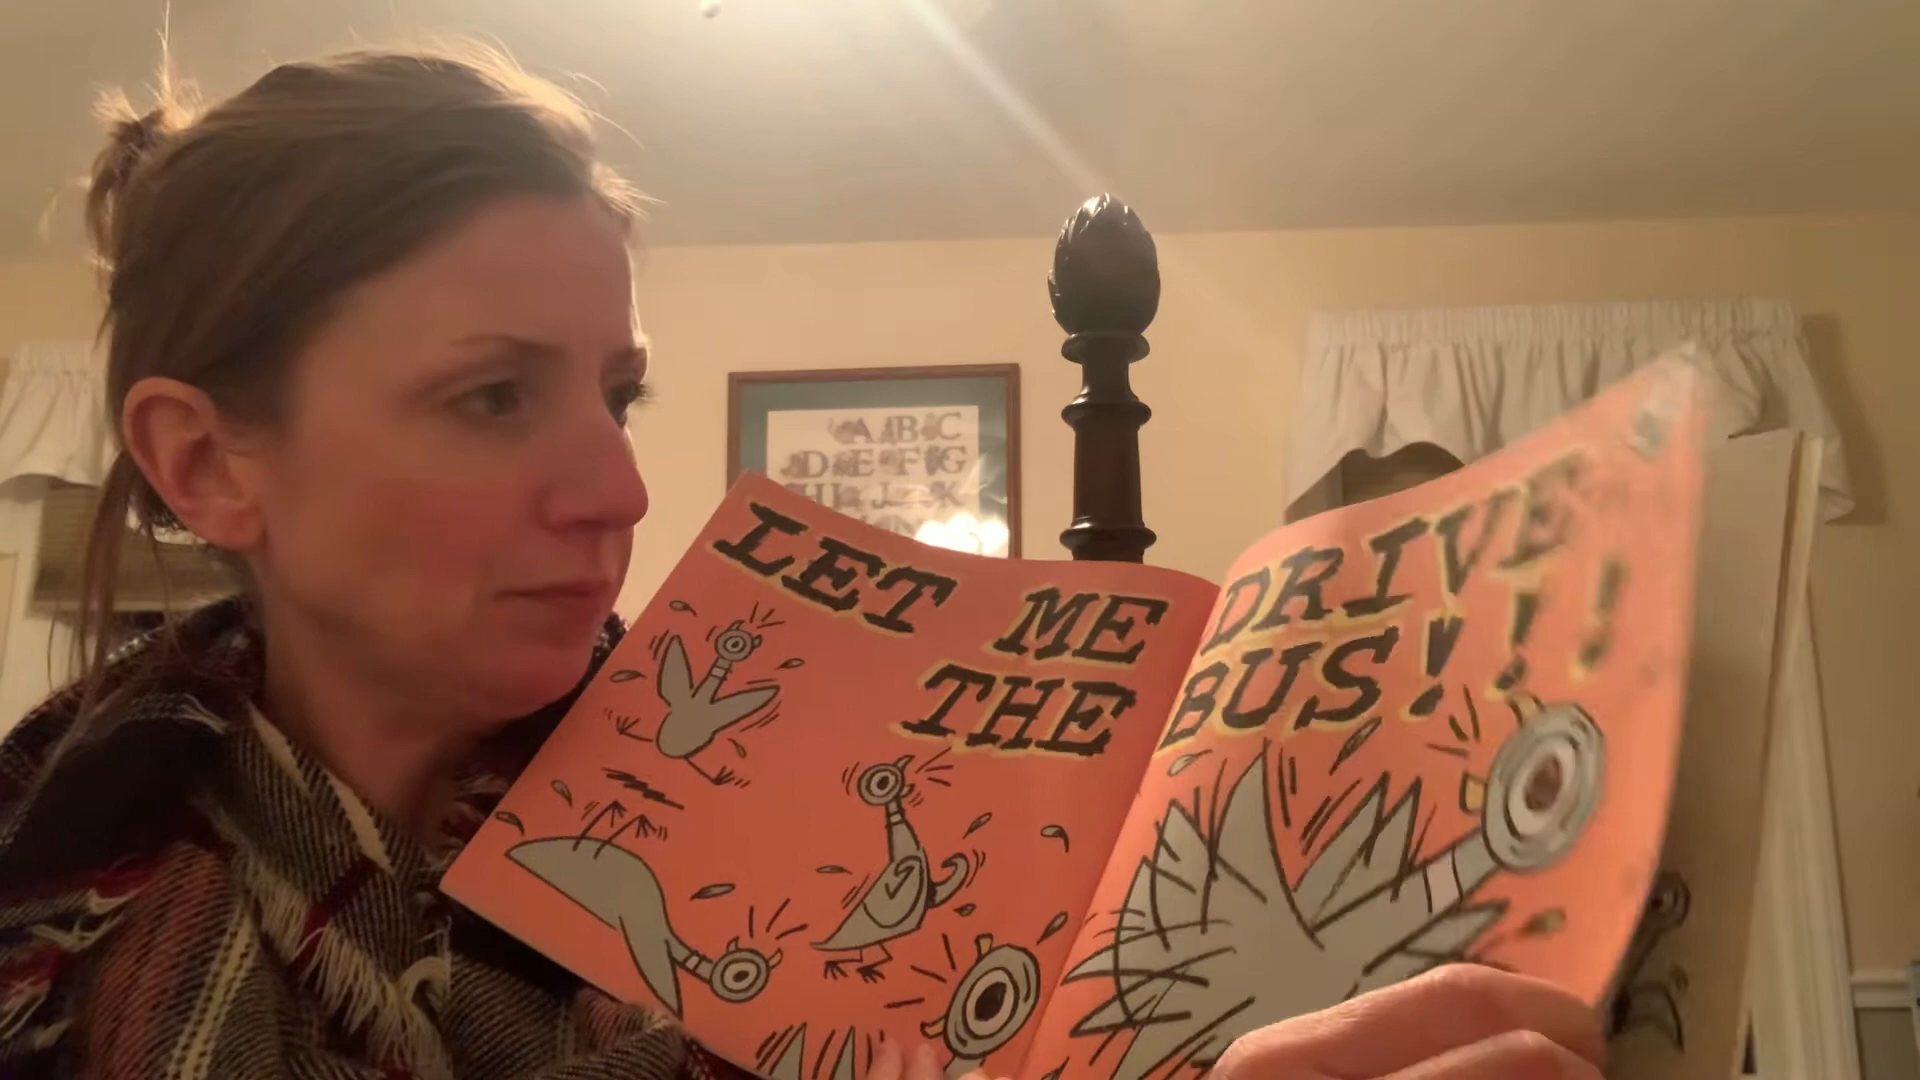 A B C
D E F G
H I J K
LET ME DRIVE
THE BUS!!!